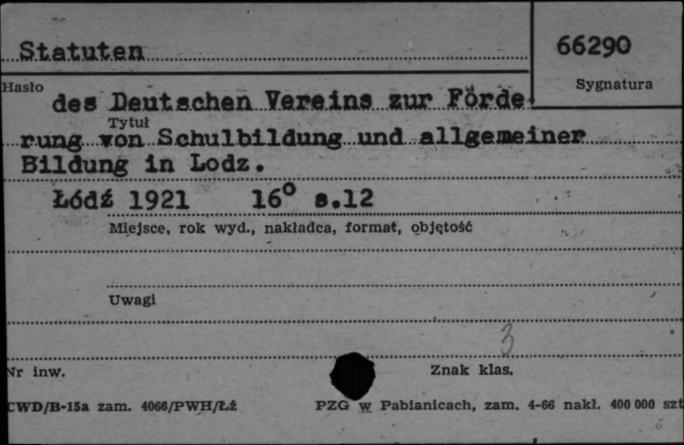 Statuten
66290
Hasło
Sygnatura
des Deutschen Vereins zur Förde-
Tytuł
rung von Schulbildung und allgemeiner
Bildung in Lodz.
Łódź 1921 16° s.12
Miejsce, rok wyd., nakładca, format, objętość
Uwagi
3
Nr inw.
Znak klas.
CWD/B-15a zam. 4066/PWH/Łź
PZG w Pabianicach, zam. 4-66 nakł. 400 000 szt